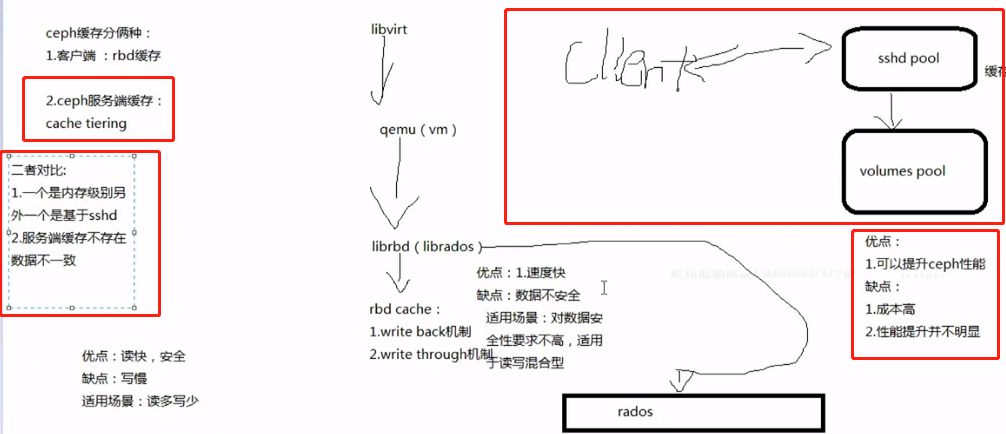 ceph缓存分俩种：
1.客户端 ：rbd缓存
2.ceph服务端缓存：
cache tiering
二者对比:
1.一个是内存级别另
外一个是基于sshd
2.服务端缓存不存在
数据不一致
优点：读快，安全
缺点：写慢
适用场景：读多写少
libvirt
qemu（vm）
librbd（librados）
rbd cache：
1.write back机制
2.write through机制
优点：1.速度快
缺点：数据不安全
适用场景：对数据安
全性要求不高，适用
于读写混合型
rados
Client
sshd pool
缓存
volumes pool
优点：
1.可以提升ceph性能
缺点：
1.成本高
2.性能提升并不明显